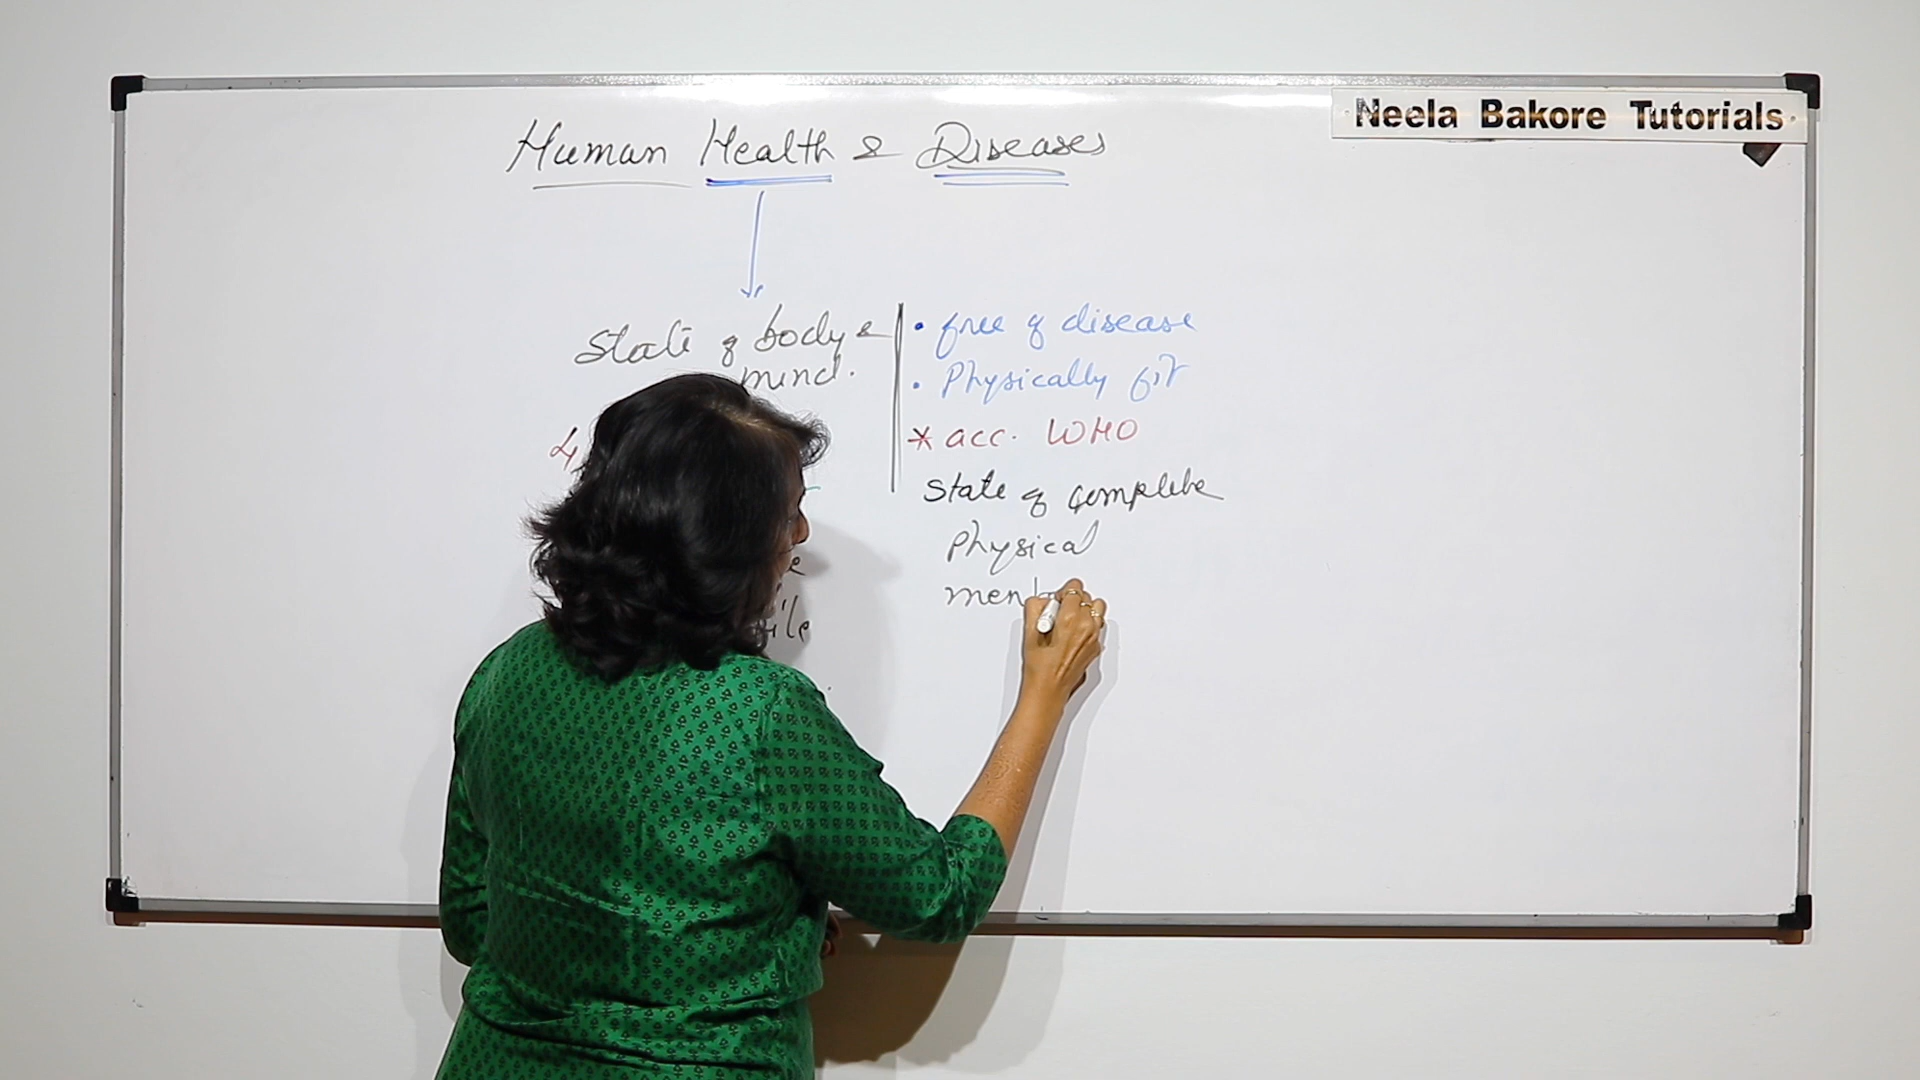 Neela Bakore Tutorials
Human Health & Diseases
State of body &
mind.
4
• free of disease
• Physically fit
* acc. WHO
State of complete
Physical
men